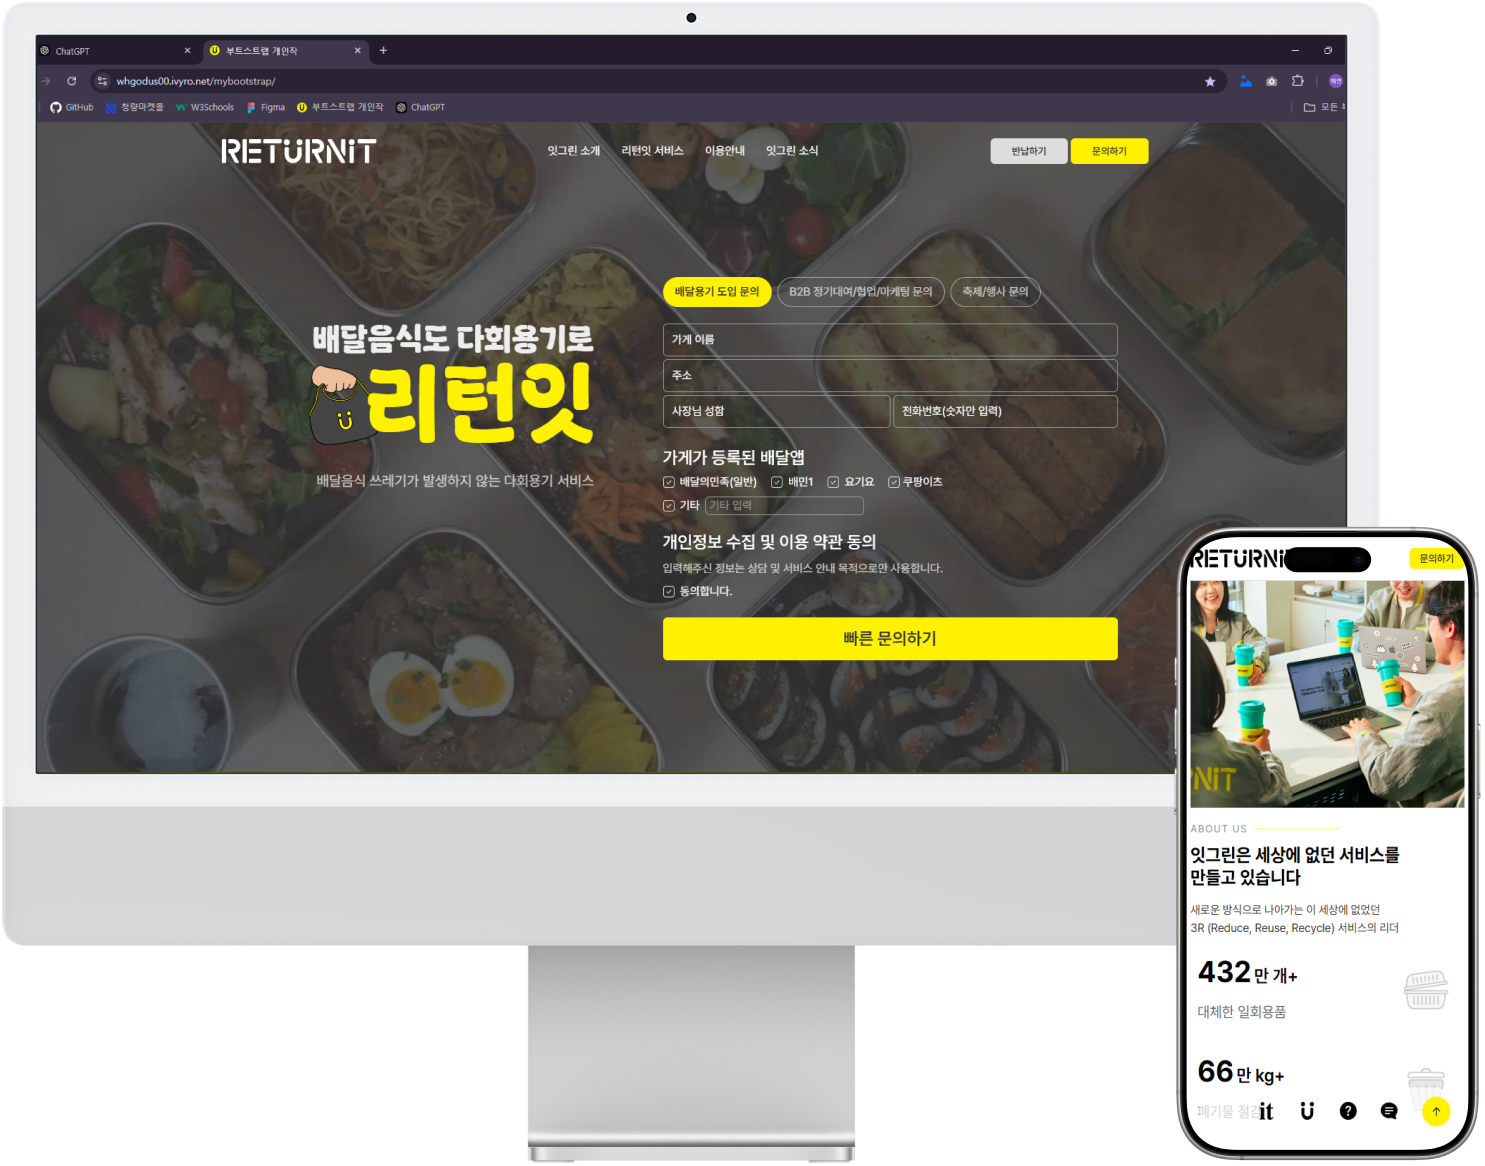 ChatGPT
부트스트랩 개인작
whgodus00.ivyro.net/mybootstrap/
GitHub
청량마켓몰
W3Schools
Figma
부트스트랩 개인작
ChatGPT
모든
RETURNiT
잇그린 소개
리턴잇 서비스
이용안내
잇그린 소식
반납하기
문의하기
배달음식도 다회용기로
리턴잇
배달음식 쓰레기가 발생하지 않는 다회용기 서비스
배달용기 도입 문의
B2B 정기대여/협업/마케팅 문의
축제/행사 문의
가게 이름
주소
사장님 성함
전화번호(숫자만 입력)
가게가 등록된 배달앱
배달의민족(일반)
배민1
요기요
쿠팡이츠
기타
기타 입력
개인정보 수집 및 이용 약관 동의
입력해주신 정보는 상담 및 서비스 안내 목적으로만 사용합니다.
동의합니다.
빠른 문의하기
RETURNi
문의하기
RNiT
ABOUT US
잇그린은 세상에 없던 서비스를
만들고 있습니다
새로운 방식으로 나아가는 이 세상에 없었던
3R (Reduce, Reuse, Recycle) 서비스의 리더
432만 개+
대체한 일회용품
66만 kg+
폐기물 절감
it